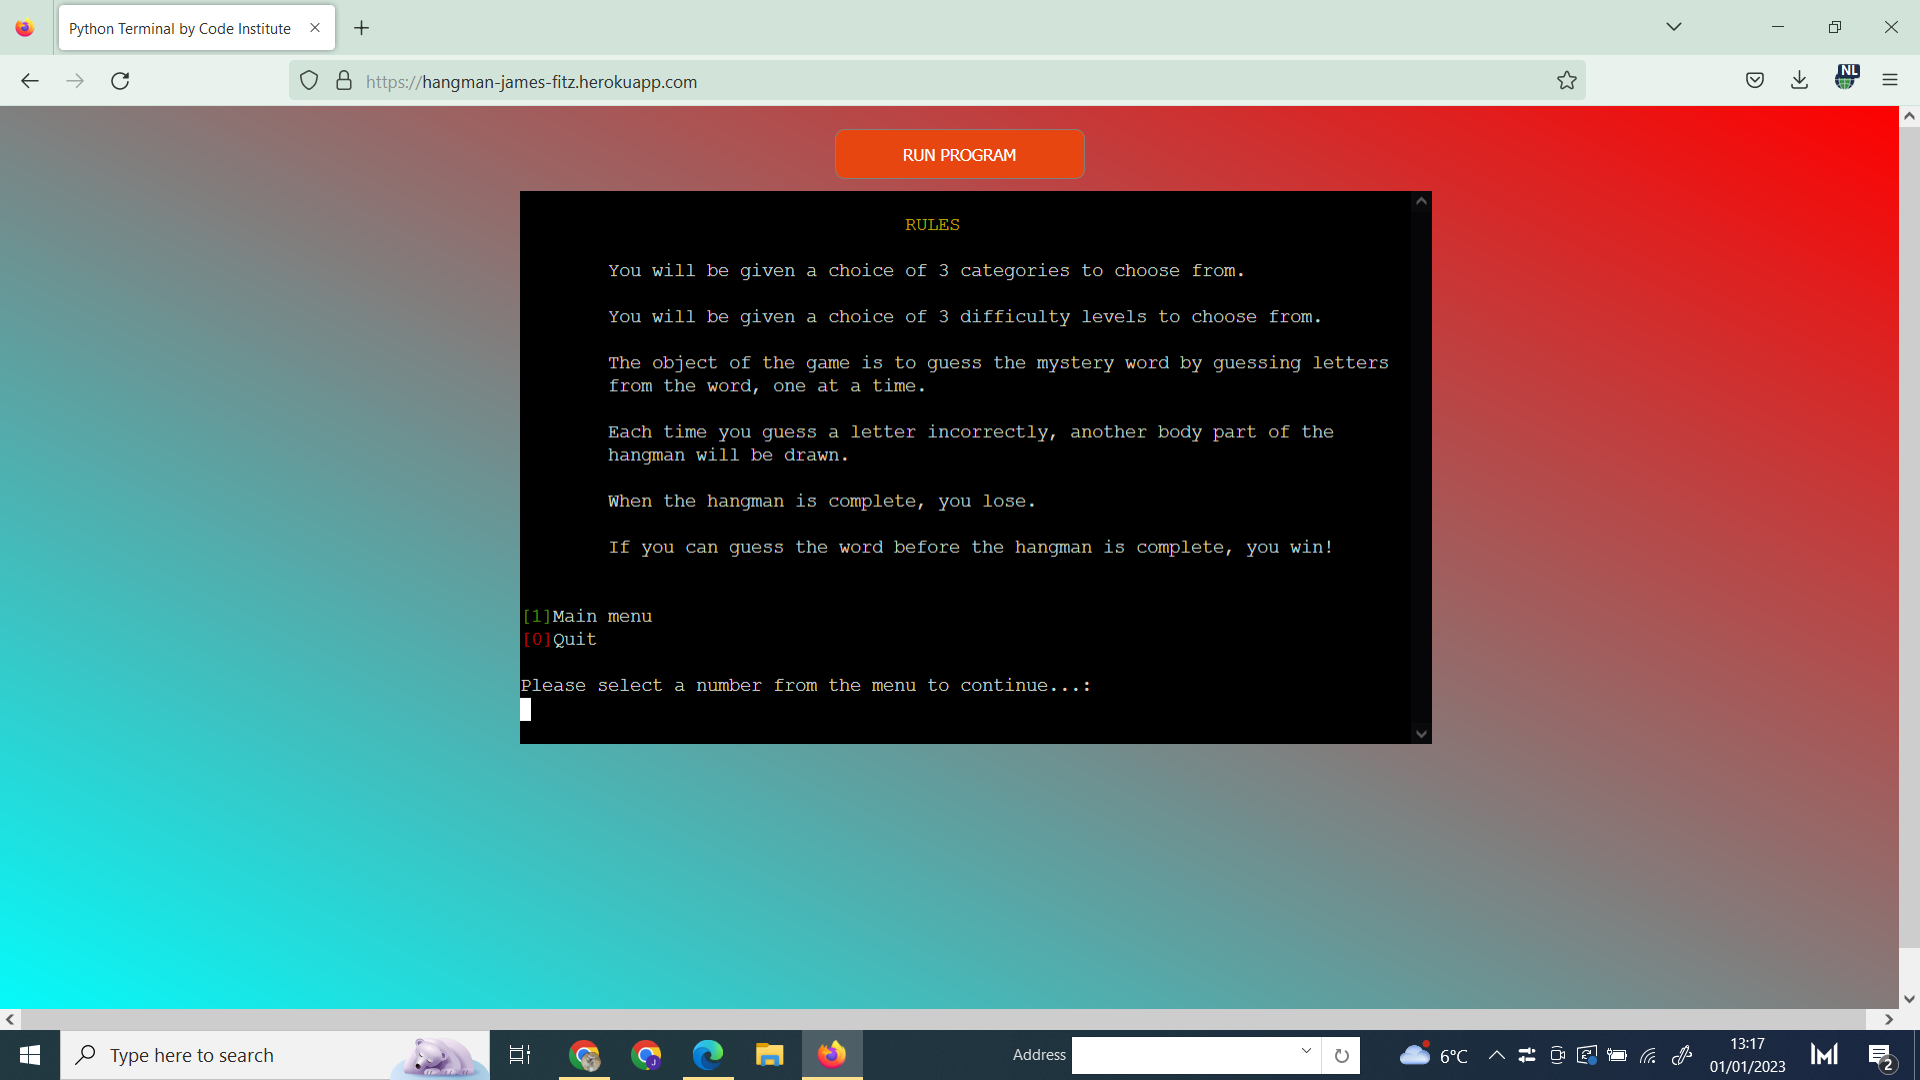 Python Terminal by Code Institute
https://hangman-james-fitz.herokuapp.com
NL
RUN PROGRAM
RULES
You will be given a choice of 3 categories to choose from.
You will be given a choice of 3 difficulty levels to choose from.
The object of the game is to guess the mystery word by guessing letters
from the word, one at a time.
Each time you guess a letter incorrectly, another body part of the
hangman will be drawn.
When the hangman is complete, you lose.
If you can guess the word before the hangman is complete, you win!
[1]Main menu
[0]Quit
Please select a number from the menu to continue...:
Type here to search
Address
6°C
13:17
01/01/2023
2